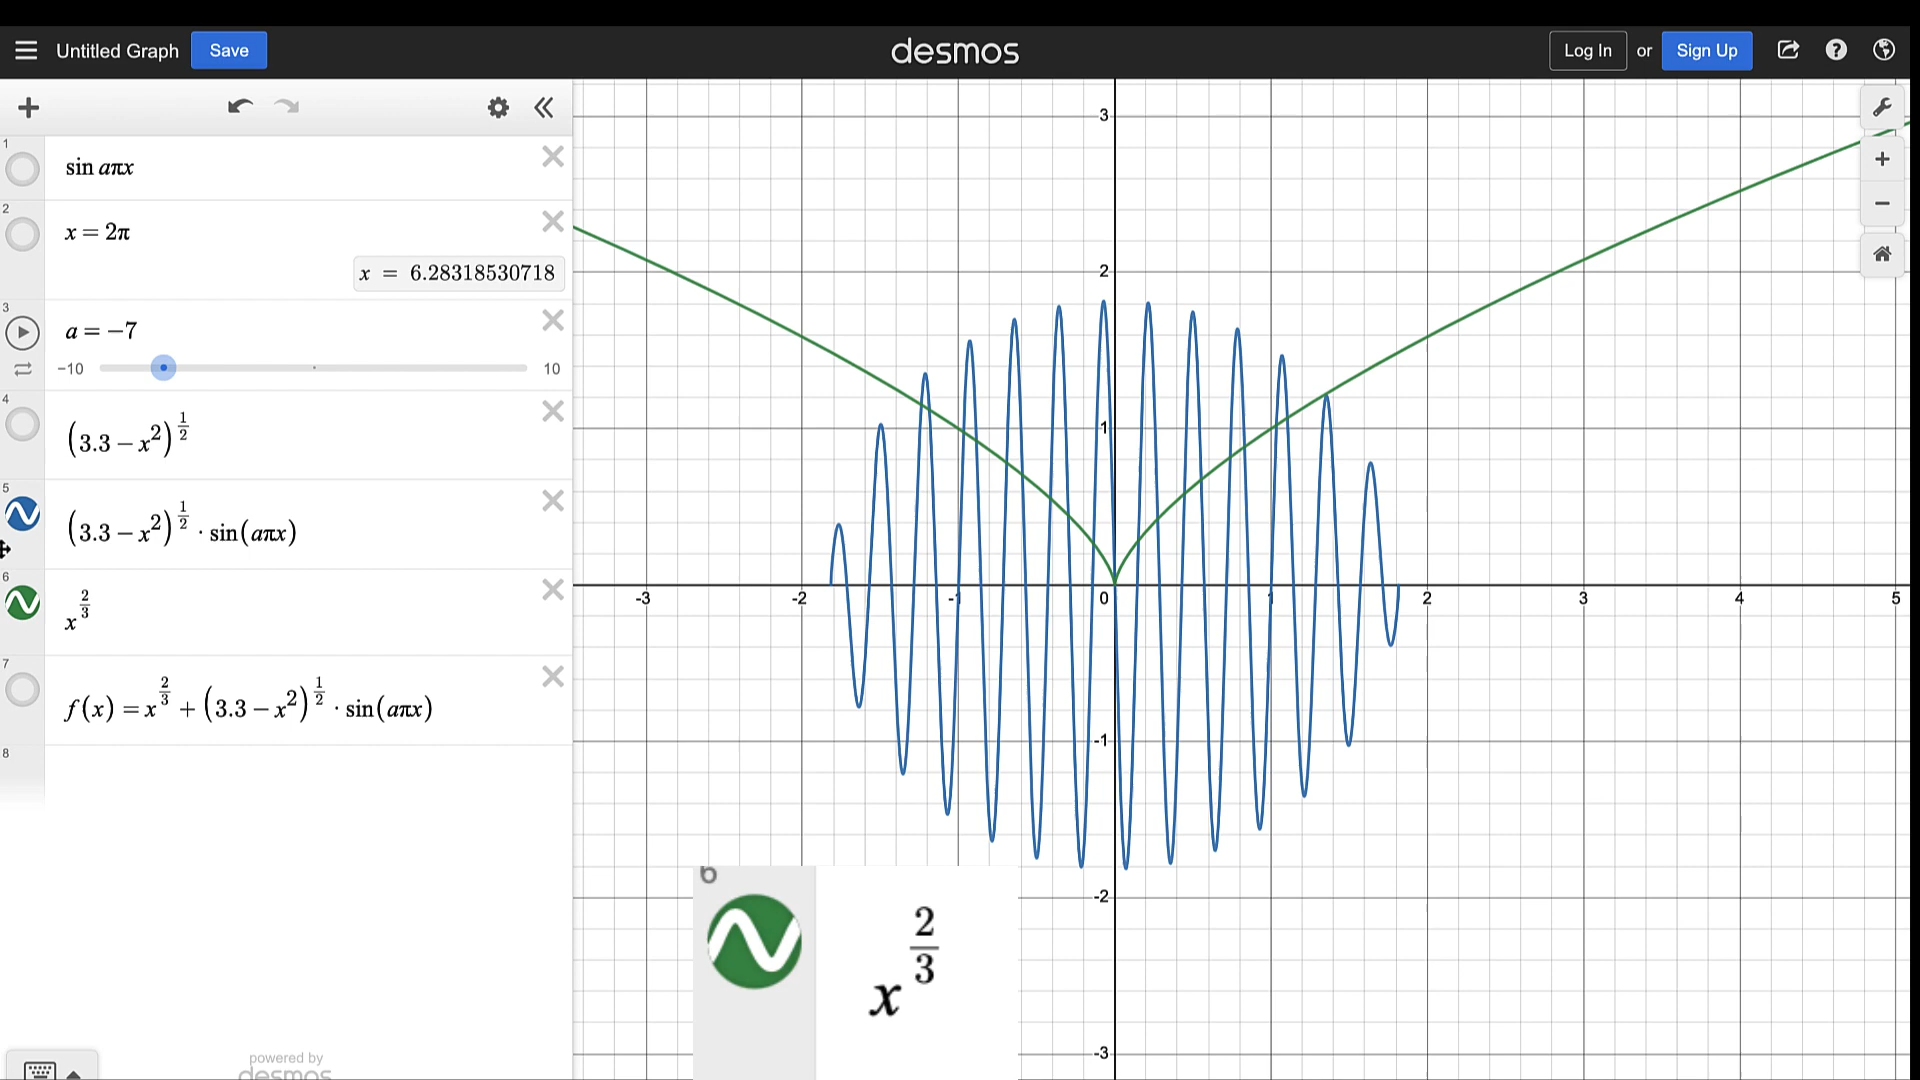 Untitled Graph Save desmos Log In or Sign Up
1
sin aπx
2
x = 2π
x = 6.28318530718
3
a = −7
−10 10
4
(3.3 − x²)^(1/2)
5
(3.3 − x²)^(1/2) · sin(aπx)
6
x^(2/3)
7
f(x) = x^(2/3) + (3.3 − x²)^(1/2) · sin(aπx)
8
powered by
desmos
3
2
1
-3 -2 -1 0 1 2 3 4 5
-1
-2
-3
6
x^(2/3)